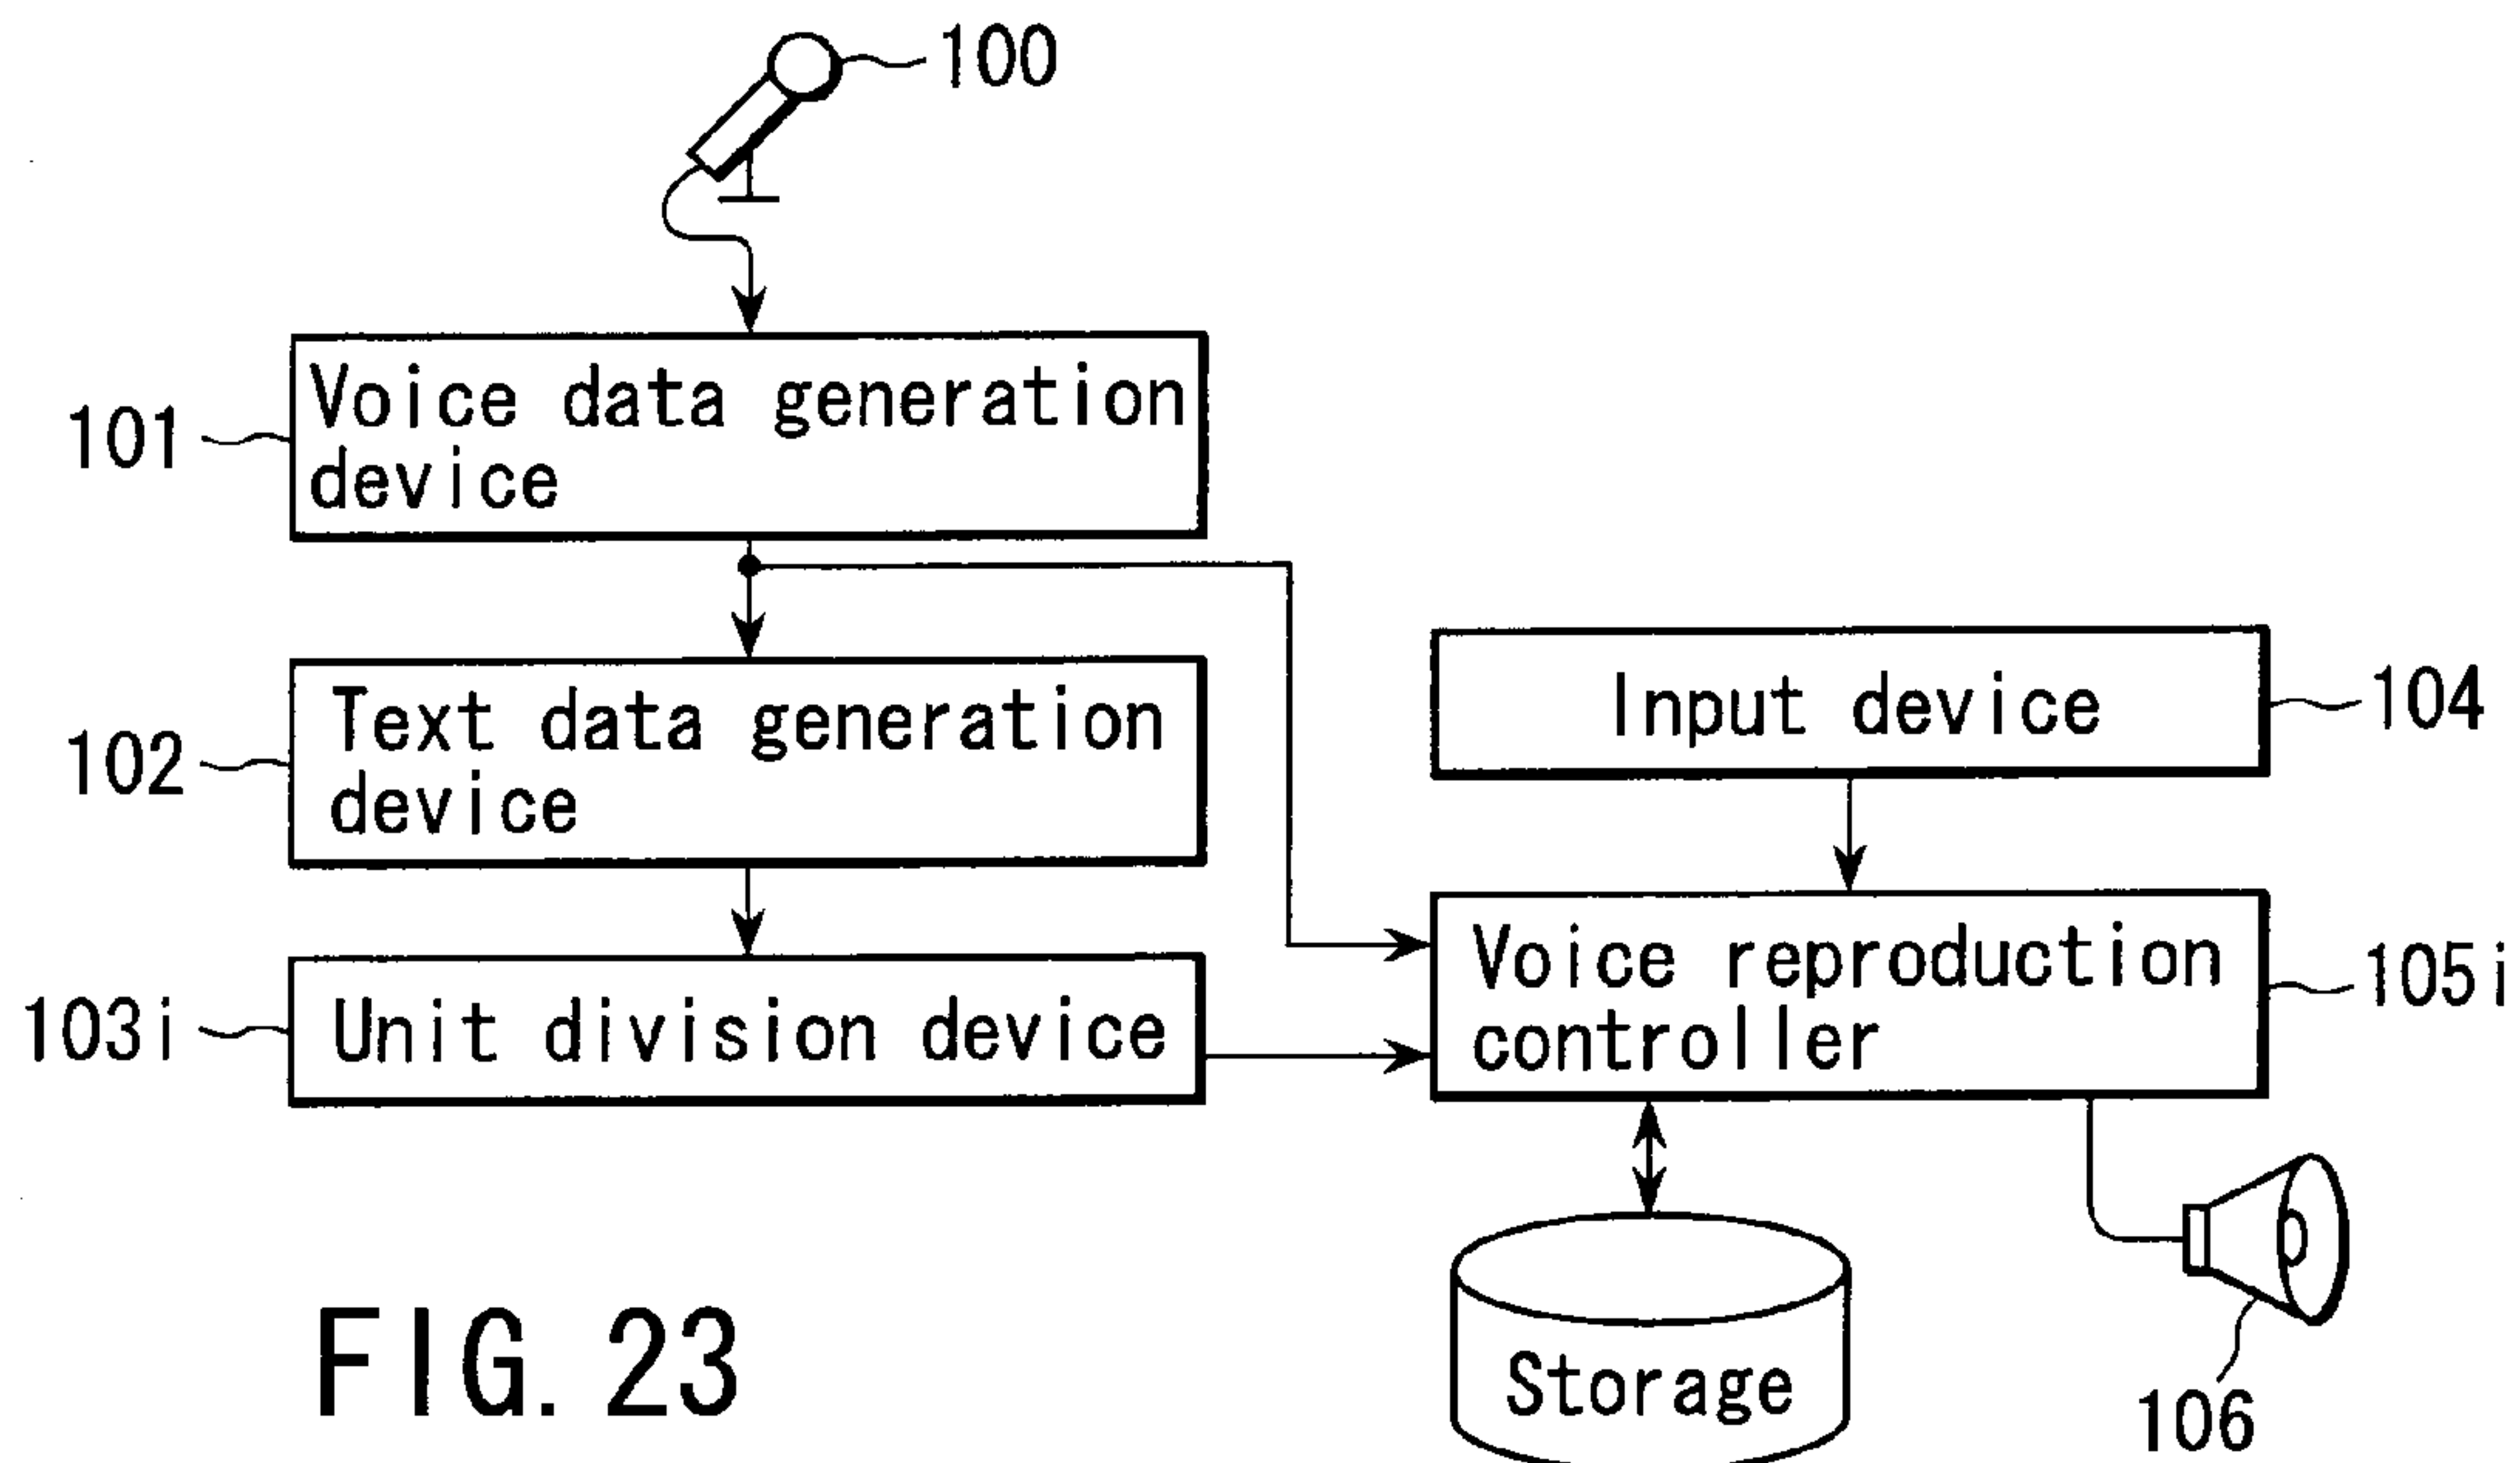 100
101
Voice data generation
device
102
Text data generation
device
Input device
104
103i
Unit division device
Voice reproduction
controller
105i
Storage
106
FIG. 23